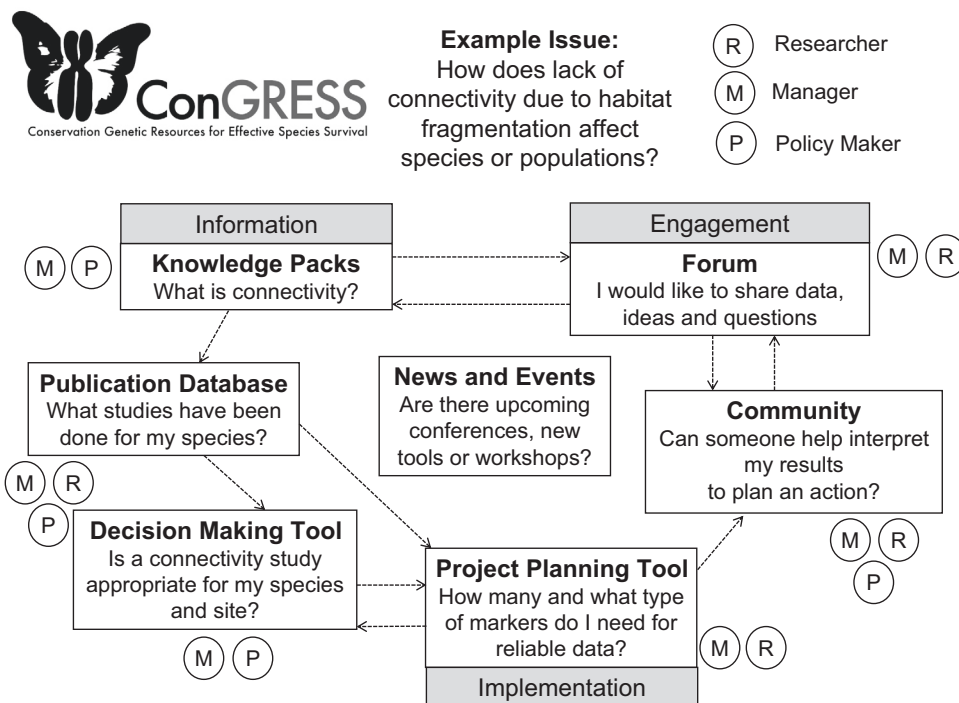 ConGRESS
Conservation Genetic Resources for Effective Species Survival
Example Issue:
How does lack of
connectivity due to habitat
fragmentation affect
species or populations?
R Researcher
M Manager
P Policy Maker
Information
Knowledge Packs
What is connectivity?
M P
Engagement
Forum
I would like to share data,
ideas and questions
M R
Publication Database
What studies have been
done for my species?
M R
P
News and Events
Are there upcoming
conferences, new
tools or workshops?
Community
Can someone help interpret
my results
to plan an action?
M R
P
Decision Making Tool
Is a connectivity study
appropriate for my species
and site?
M P
Project Planning Tool
How many and what type
of markers do I need for
reliable data?
Implementation
M R